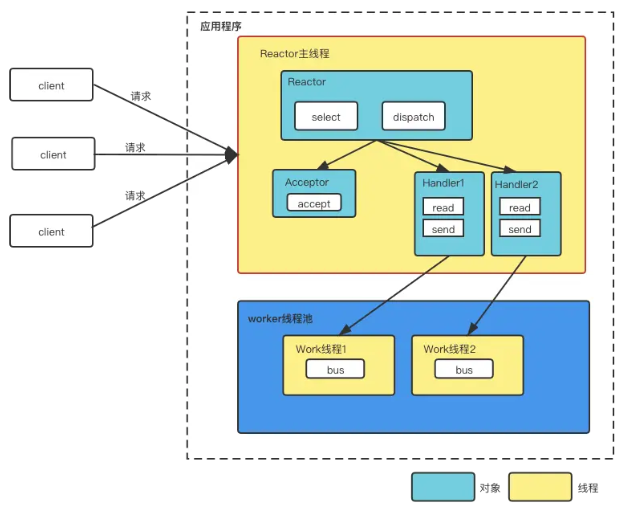 应用程序
Reactor主线程
Reactor
select
dispatch
client
请求
client
请求
client
请求
Acceptor
accept
Handler1
read
send
Handler2
read
send
worker线程池
Work线程1
bus
Work线程2
bus
对象
线程